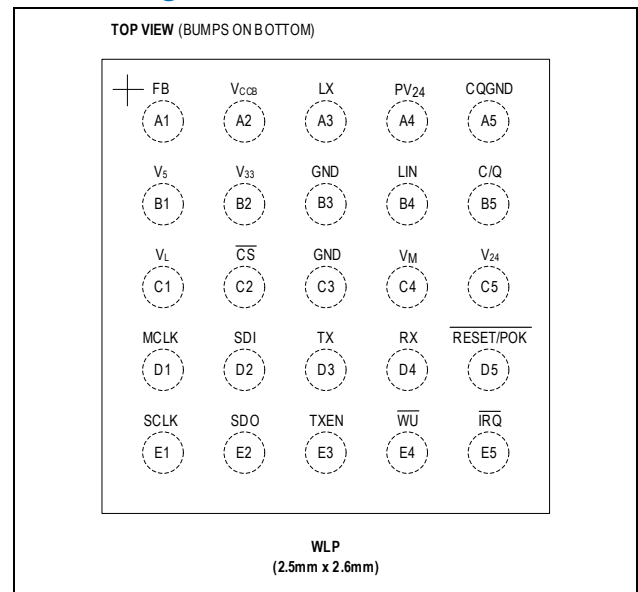 TOP VIEW (BUMPS ON BOTTOM)
FB VCCB LX PV24 CQGND
A1 A2 A3 A4 A5
V5 V33 GND LIN C/Q
B1 B2 B3 B4 B5
VL CS GND VM V24
C1 C2 C3 C4 C5
MCLK SDI TX RX RESET/POK
D1 D2 D3 D4 D5
SCLK SDO TXEN WU IRQ
E1 E2 E3 E4 E5
WLP
(2.5mm x 2.6mm)